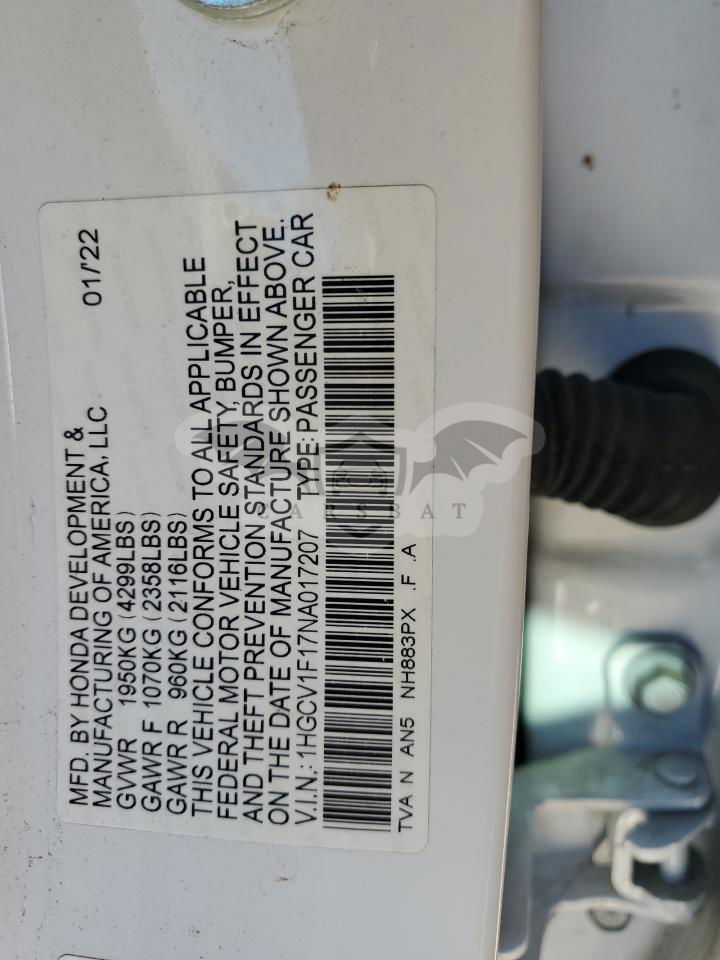 MFD. BY HONDA DEVELOPMENT &
MANUFACTURING OF AMERICA, LLC 01/'22
GVWR 1950KG (4299LBS)
GAWR F 1070KG (2358LBS)
GAWR R 960KG (2116LBS)
THIS VEHICLE CONFORMS TO ALL APPLICABLE
FEDERAL MOTOR VEHICLE SAFETY, BUMPER,
AND THEFT PREVENTION STANDARDS IN EFFECT
ON THE DATE OF MANUFACTURE SHOWN ABOVE.
V.I.N.: 1HGCV1F17NA017207 TYPE: PASSENGER CAR
TVA N AN5 NH883PX .F .A
CARSBAT